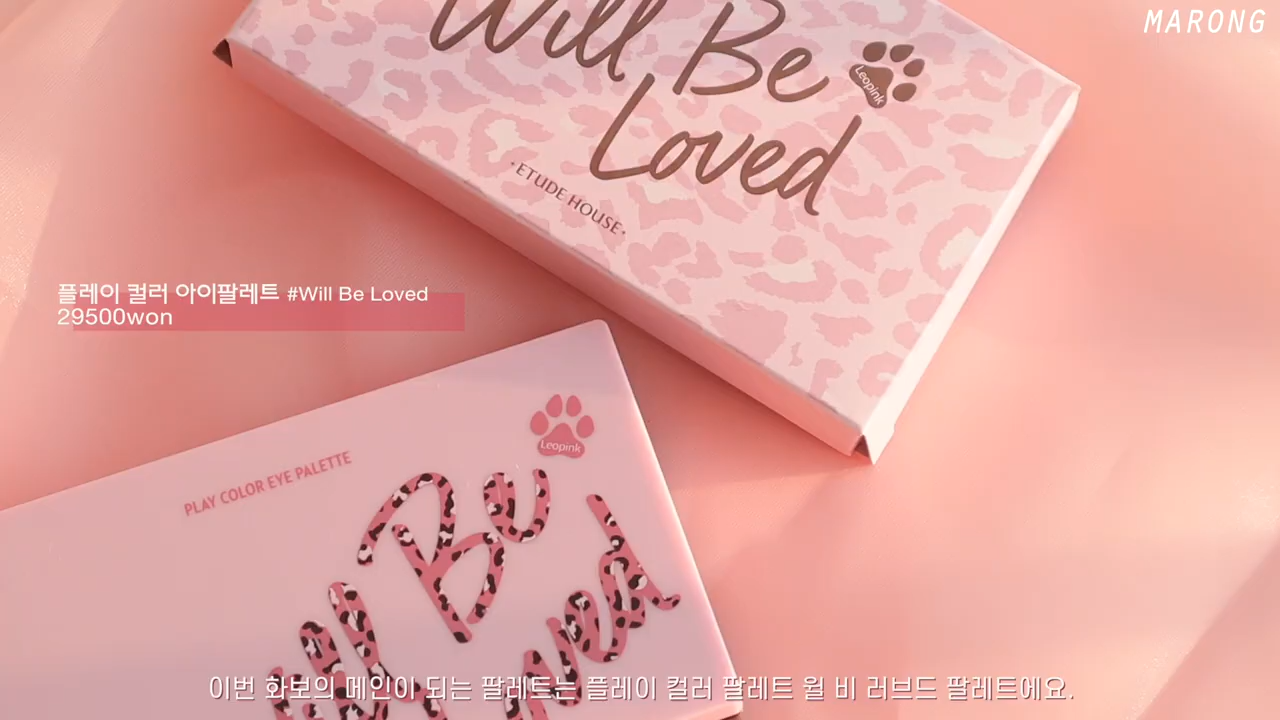 MARONG
Will Be
Loved
Leopink
·ETUDE HOUSE·
플레이 컬러 아이팔레트 #Will Be Loved
29500won
PLAY COLOR EYE PALETTE
Leopink
Will Be
Loved
이번 화보의 메인이 되는 팔레트는 플레이 컬러 팔레트 윌 비 러브드 팔레트에요.